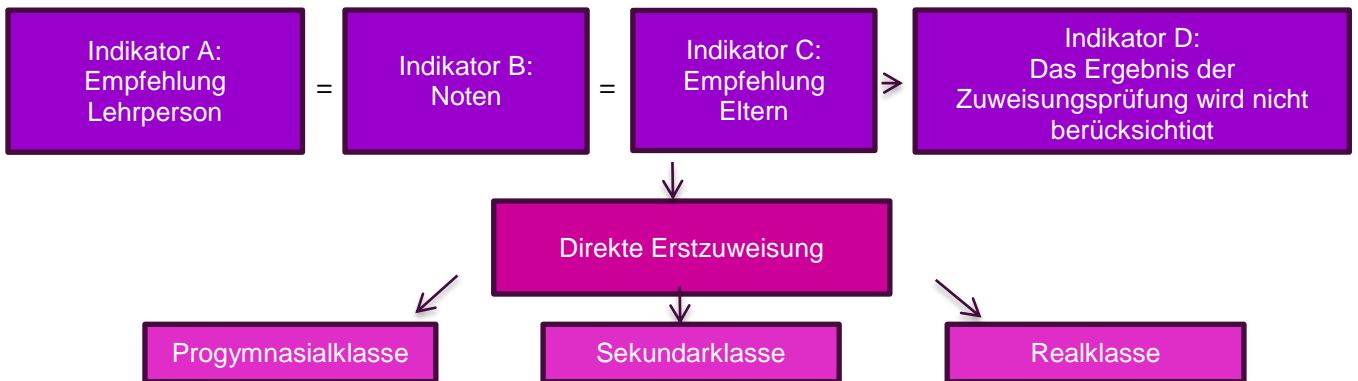 Indikator A:
Empfehlung
Lehrperson
=
Indikator B:
Noten
=
Indikator C:
Empfehlung
Eltern
Indikator D:
Das Ergebnis der
Zuweisungsprüfung wird nicht
berücksichtigt
Direkte Erstzuweisung
Progymnasialklasse
Sekundarklasse
Realklasse